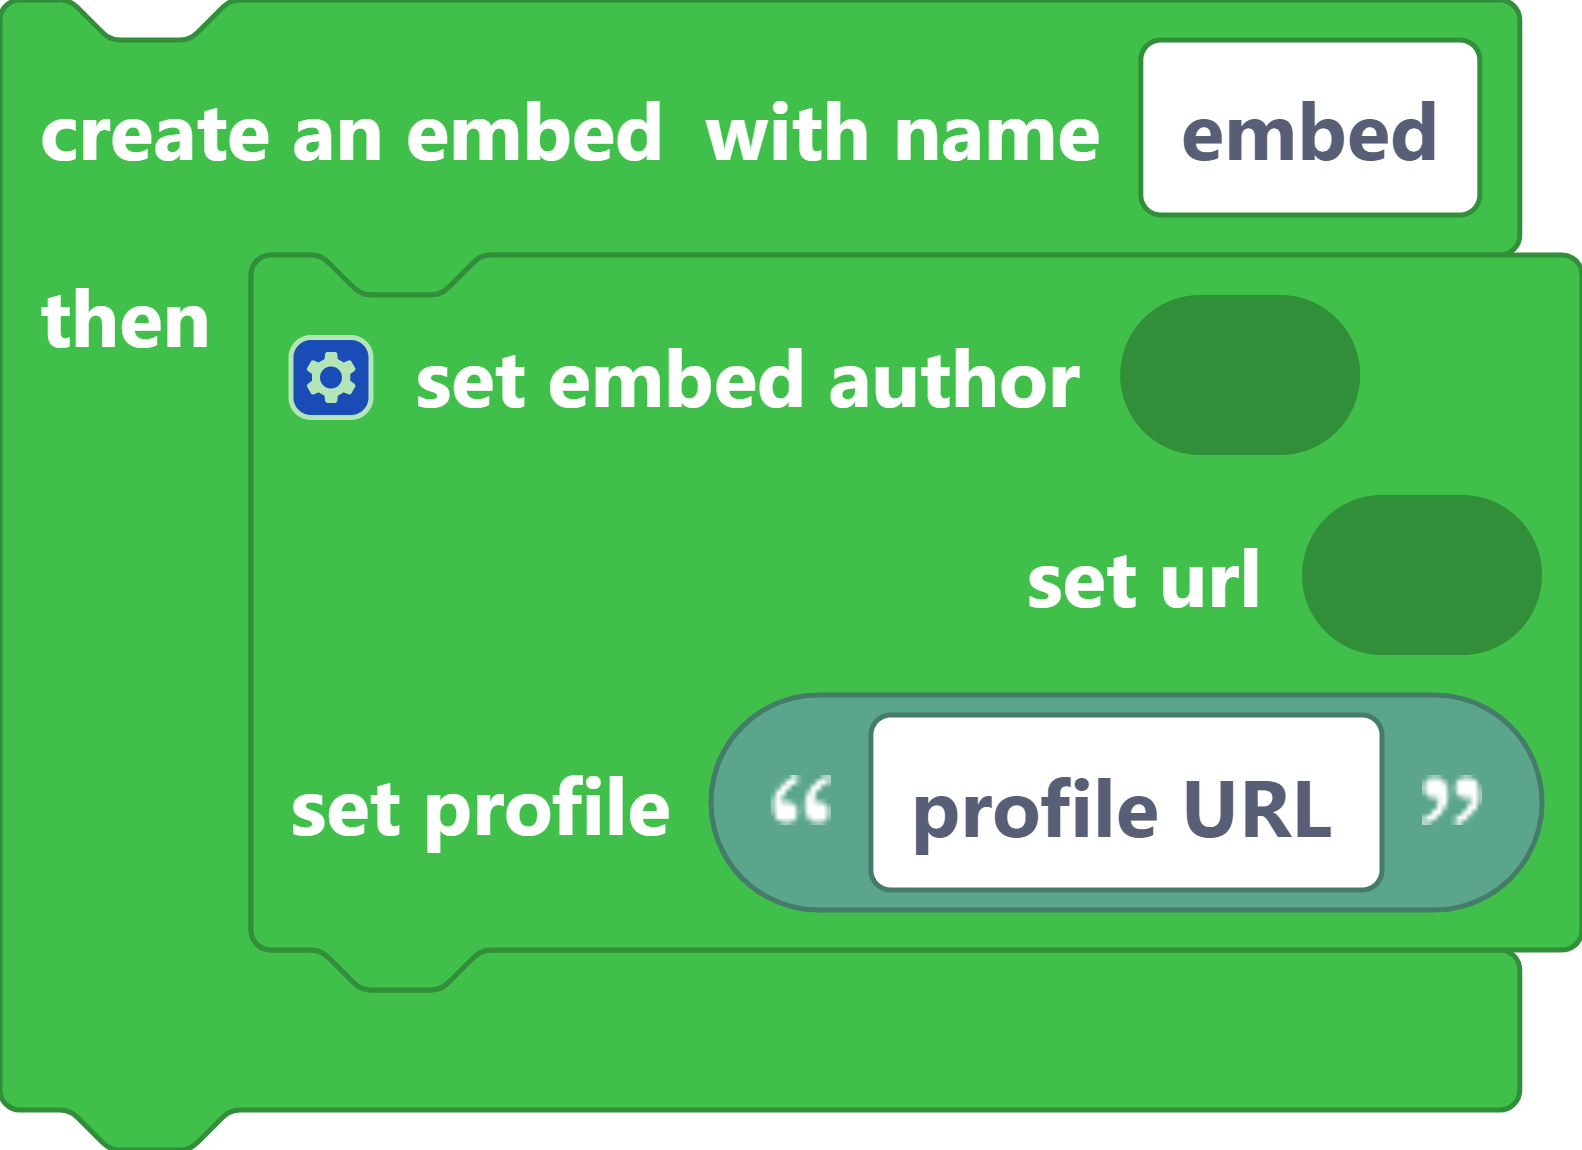 create an embed with name embed
then
set embed author
set url
set profile “ profile URL ”